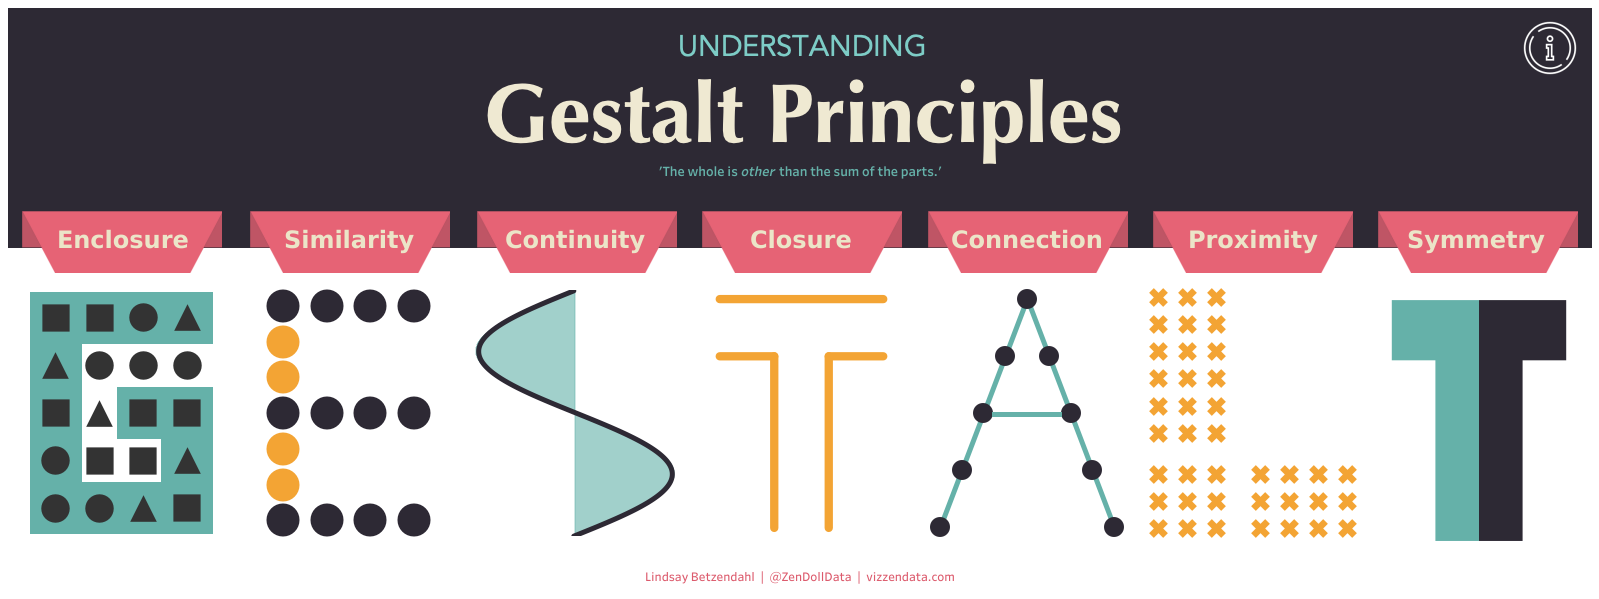 UNDERSTANDING
i
Gestalt Principles
'The whole is other than the sum of the parts.'
Enclosure
Similarity
Continuity
Closure
Connection
Proximity
Symmetry
G E S T A L T
Lindsay Betzendahl | @ZenDollData | vizzendata.com